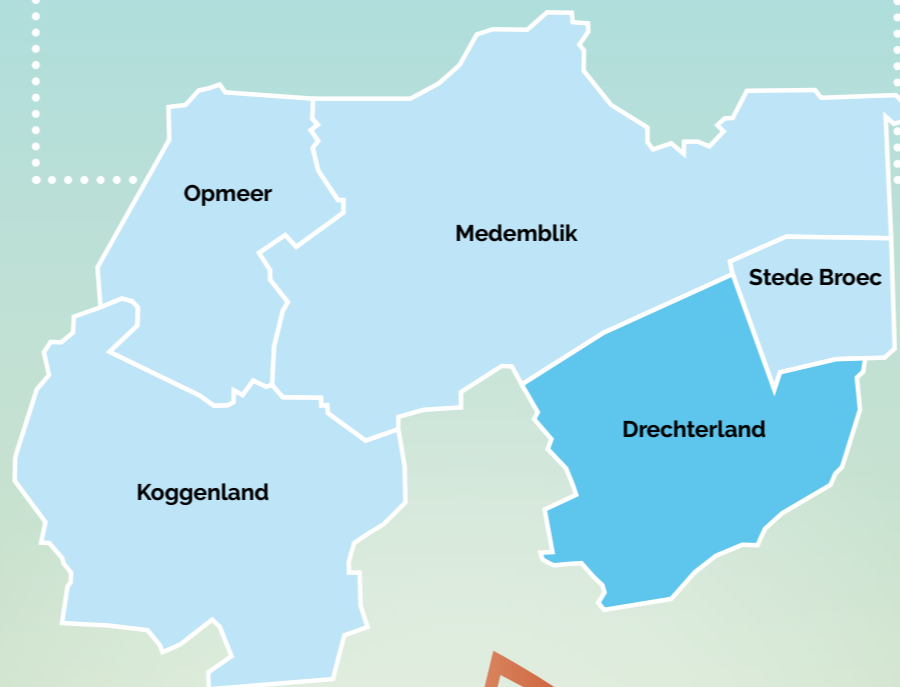 Opmeer
Medemblik
Stede Broec
Drechterland
Koggenland